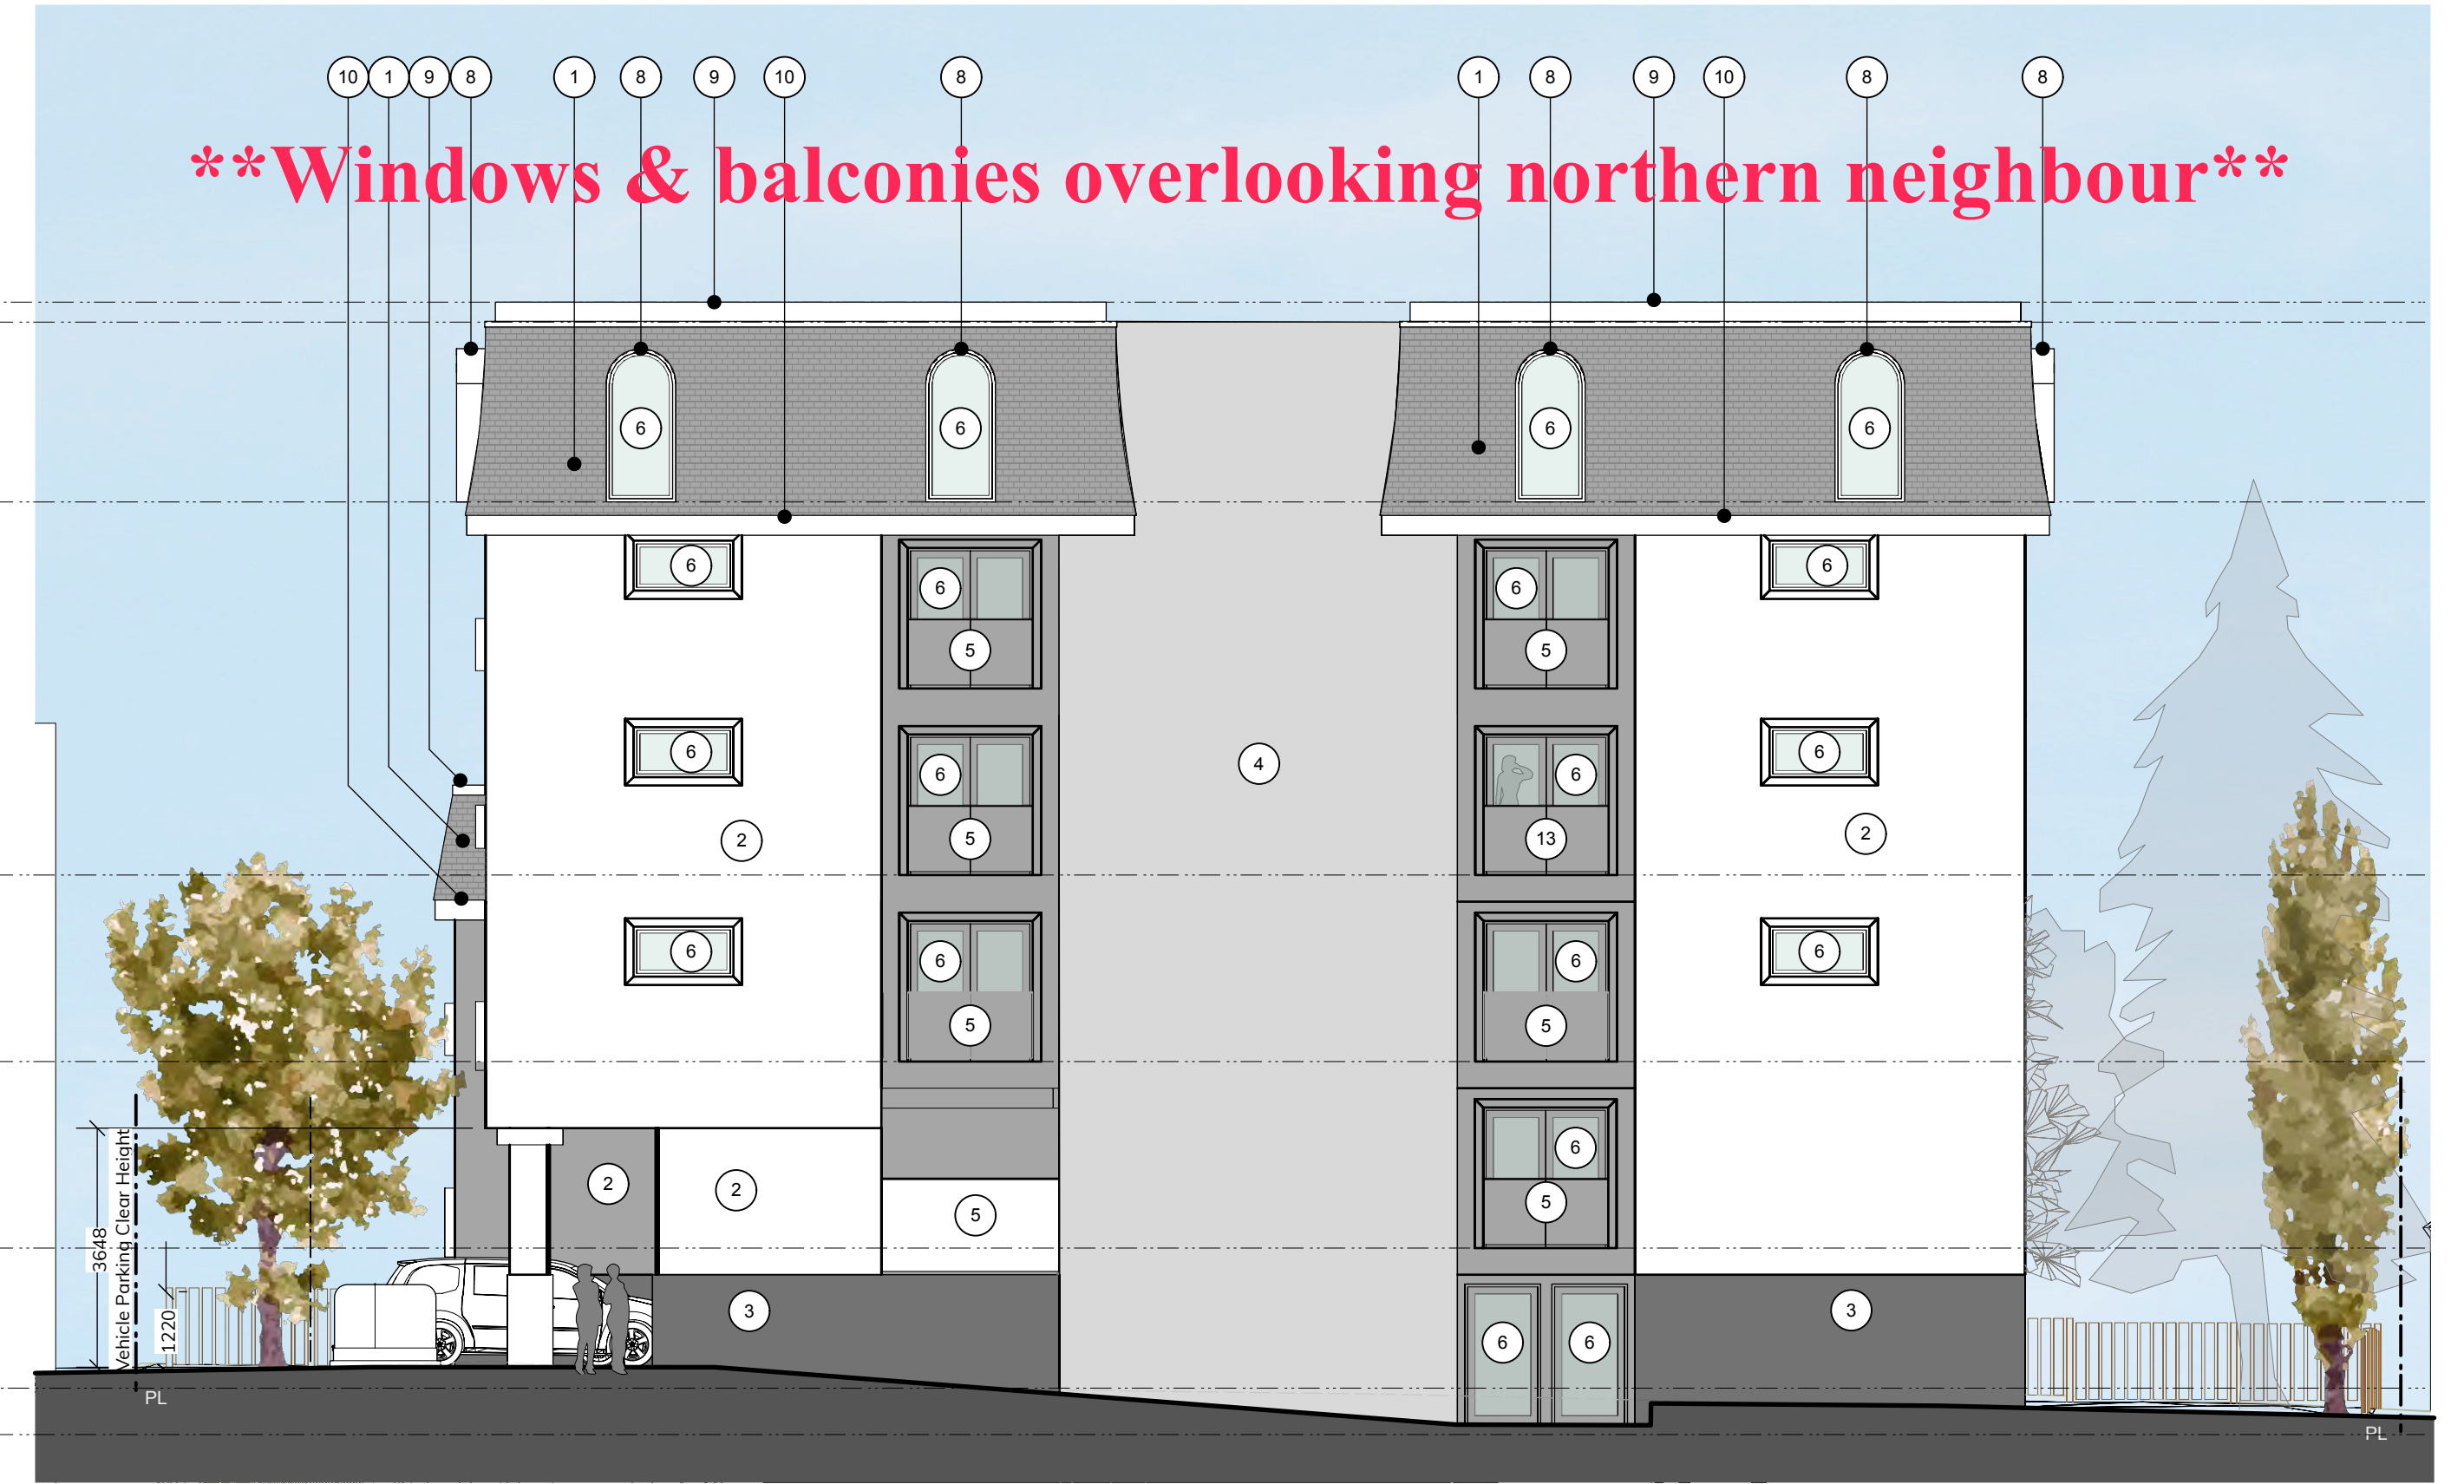 10 1 9 8 1 8 9 10 8 1 8 9 10 8 8
**Windows & balconies overlooking northern neighbour**
6 6 6 6
6 6 6 6
5 5
6 6 6 6
4
2 5 13 2
6 6 6 6
5 5
6
2 2 5 5
3648
Vehicle Parking Clear Height
1220
3 3
6 6
PL
PL